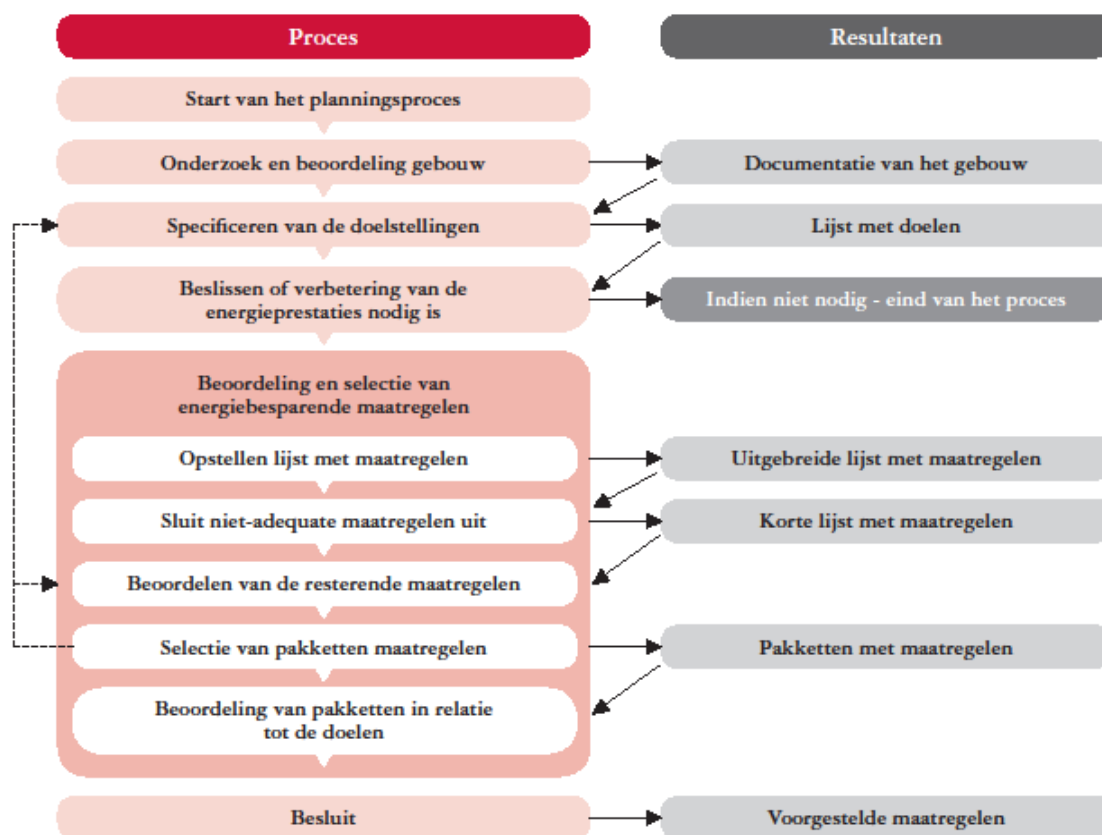 Proces
Resultaten
Start van het planningsproces
Onderzoek en beoordeling gebouw
Documentatie van het gebouw
Specificeren van de doelstellingen
Lijst met doelen
Beslissen of verbetering van de
energieprestaties nodig is
Indien niet nodig - eind van het proces
Beoordeling en selectie van
energiebesparende maatregelen
Opstellen lijst met maatregelen
Uitgebreide lijst met maatregelen
Sluit niet-adequate maatregelen uit
Korte lijst met maatregelen
Beoordelen van de resterende maatregelen
Selectie van pakketten maatregelen
Pakketten met maatregelen
Beoordeling van pakketten in relatie
tot de doelen
Besluit
Voorgestelde maatregelen